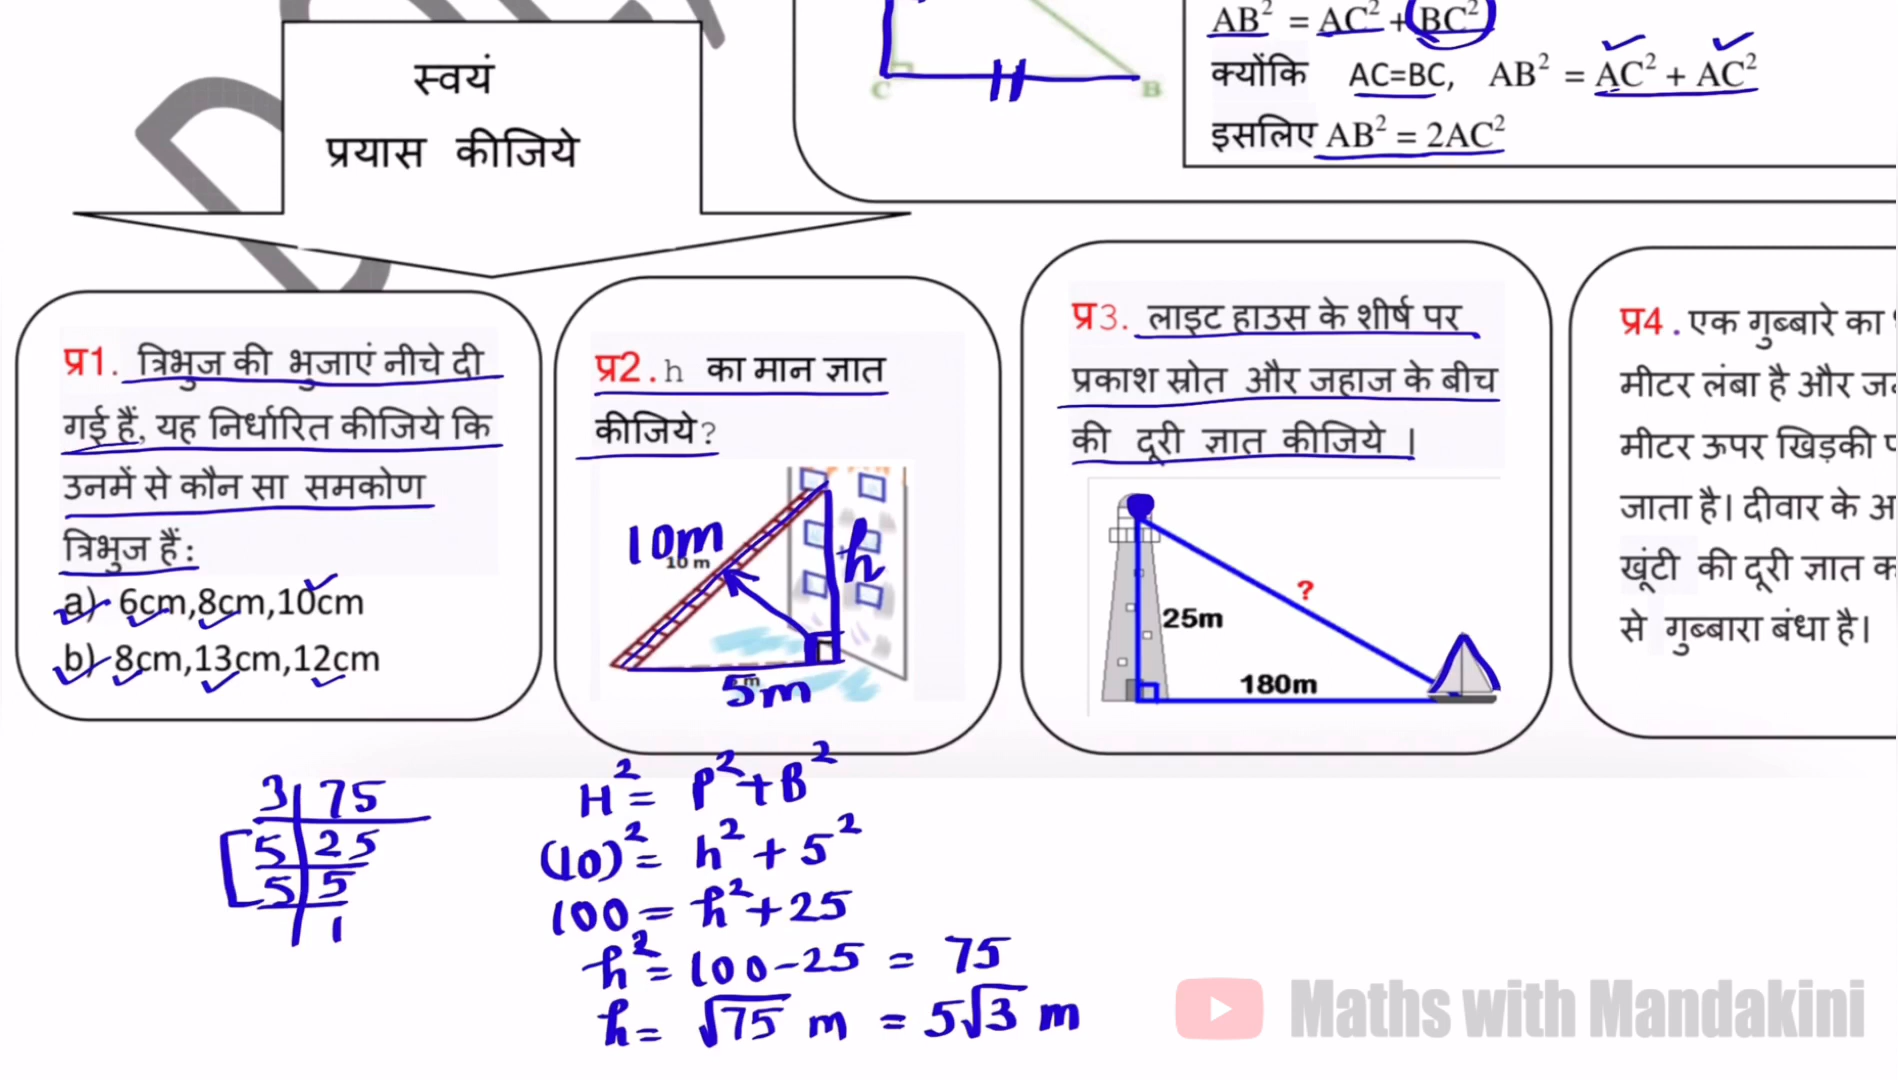 AB² = AC² + BC²
क्योंकि AC=BC, AB² = AC² + AC²
इसलिए AB² = 2AC²
C
B
स्वयं
प्रयास कीजिये
प्र1. त्रिभुज की भुजाएं नीचे दी
गई हैं, यह निर्धारित कीजिये कि
उनमें से कौन सा समकोण
त्रिभुज हैं:
a) 6cm,8cm,10cm
b) 8cm,13cm,12cm
प्र2. h का मान ज्ञात
कीजिये?
10m
10 m
h
5m
m
प्र3. लाइट हाउस के शीर्ष पर
प्रकाश स्रोत और जहाज के बीच
की दूरी ज्ञात कीजिये ।
?
25m
180m
प्र4 . एक गुब्बारे का
मीटर लंबा है और
मीटर ऊपर खिड़की
जाता है। दीवार के
खूंटी की दूरी ज्ञात
से गुब्बारा बंधा है।
3 75
5 25
5 5
1
H² = P² + B²
(10)² = h² + 5²
100 = h² + 25
h² = 100 - 25 = 75
h = √75 m = 5√3 m
Maths with Mandakini